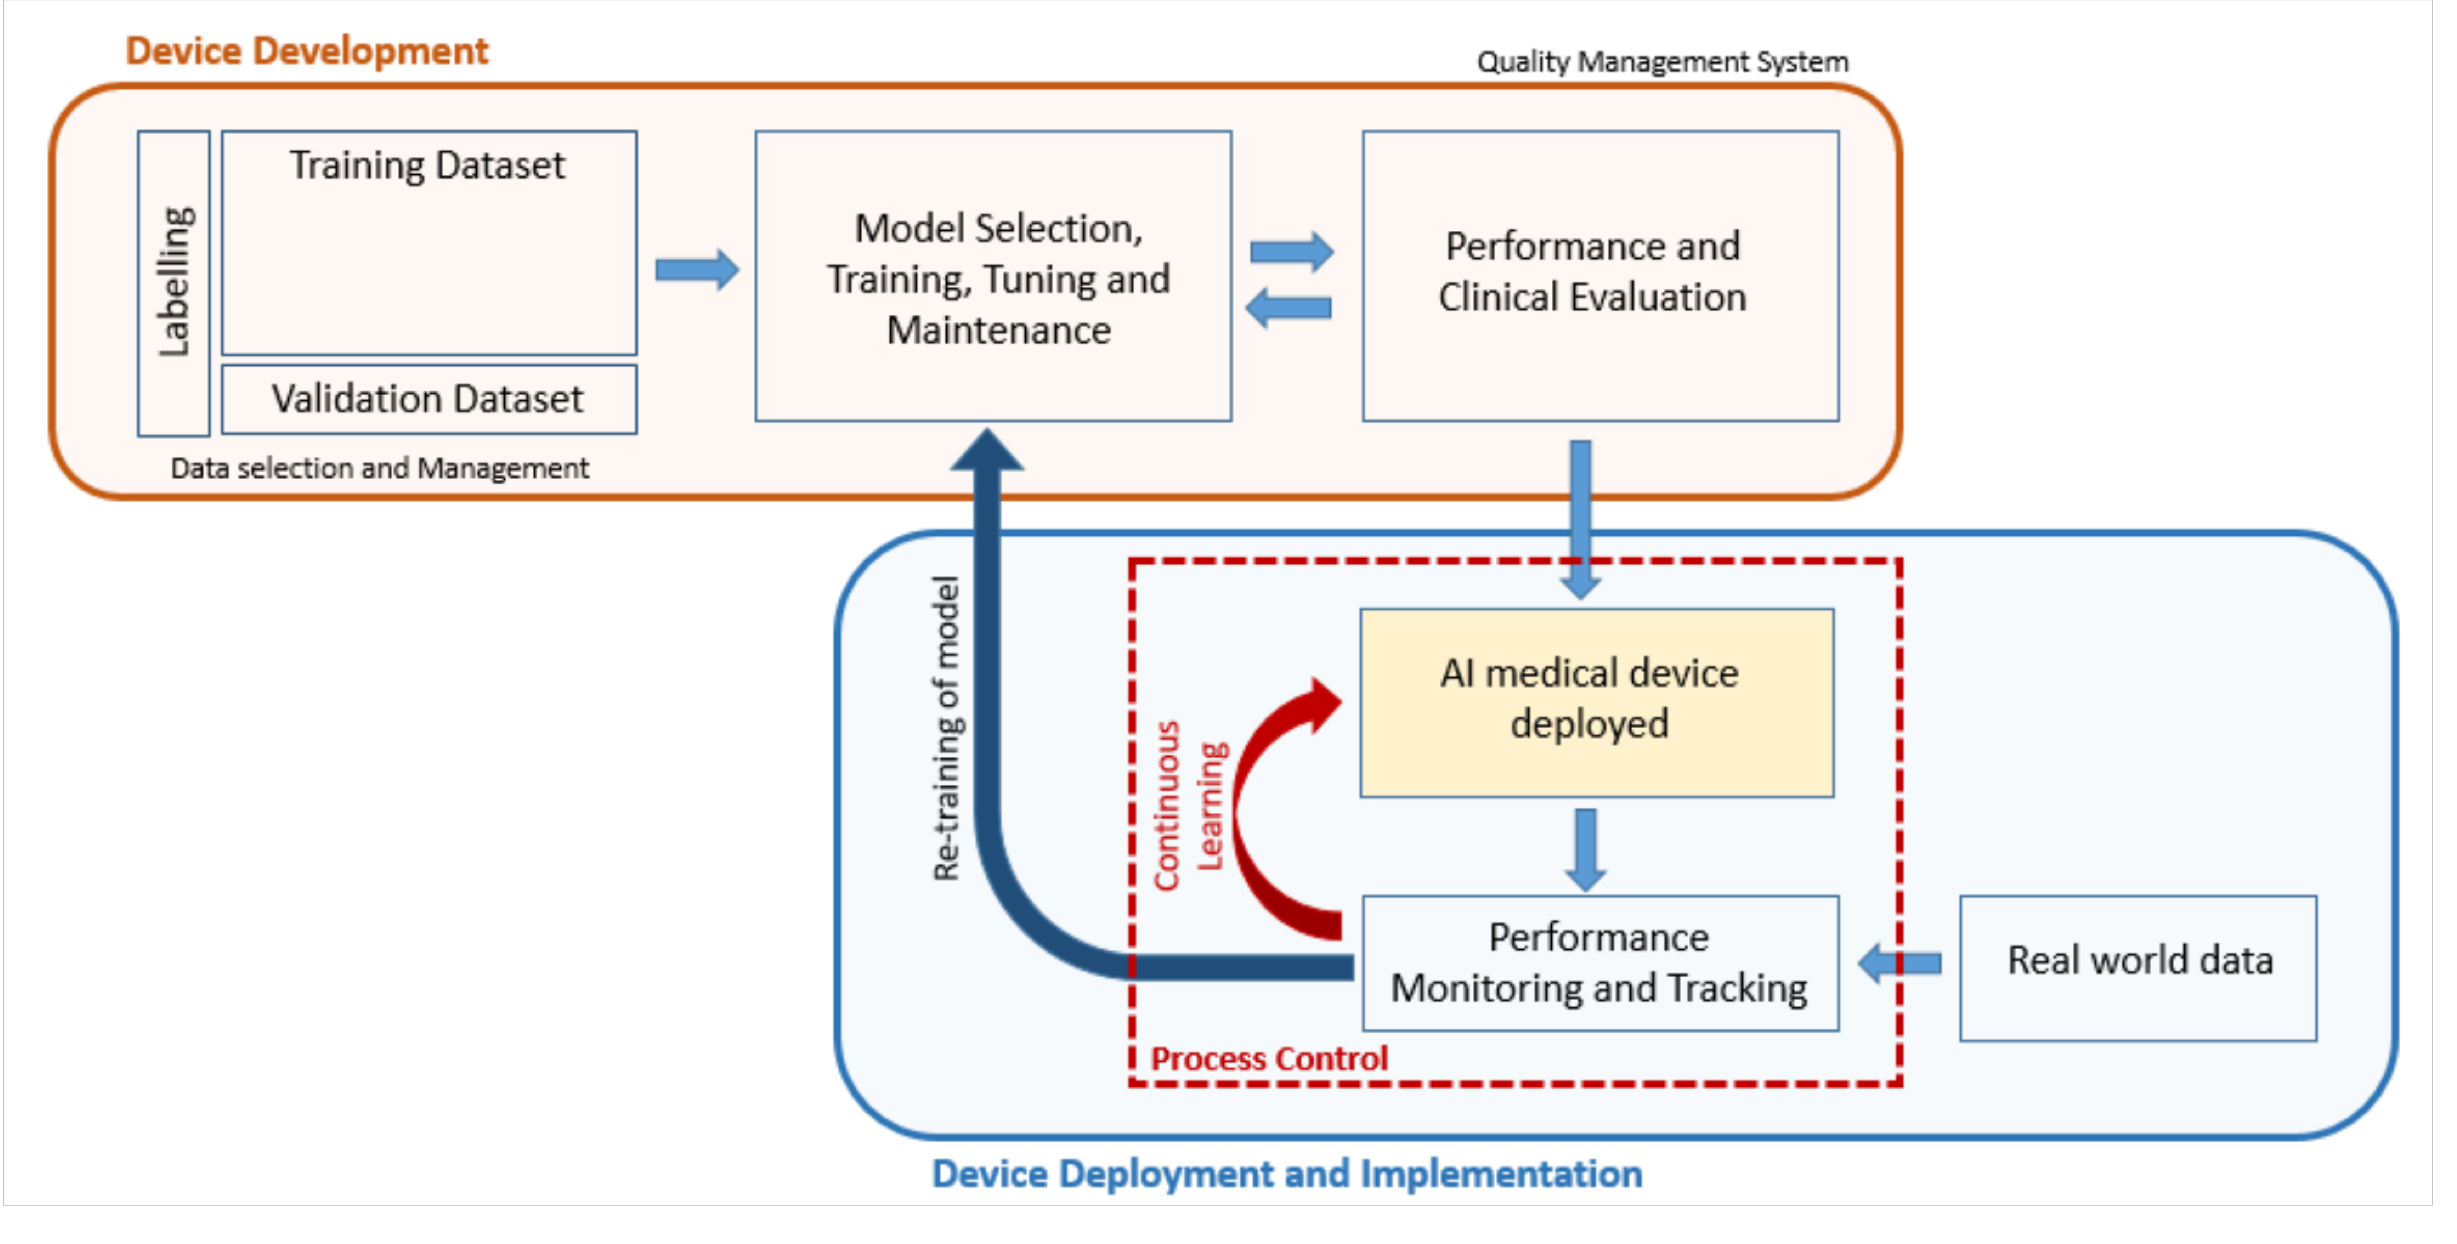 Device Development
Quality Management System
Labelling
Training Dataset
Validation Dataset
Data selection and Management
Model Selection,
Training, Tuning and
Maintenance
Performance and
Clinical Evaluation
Re-training of model
Continuous
Learning
AI medical device
deployed
Performance
Monitoring and Tracking
Real world data
Process Control
Device Deployment and Implementation